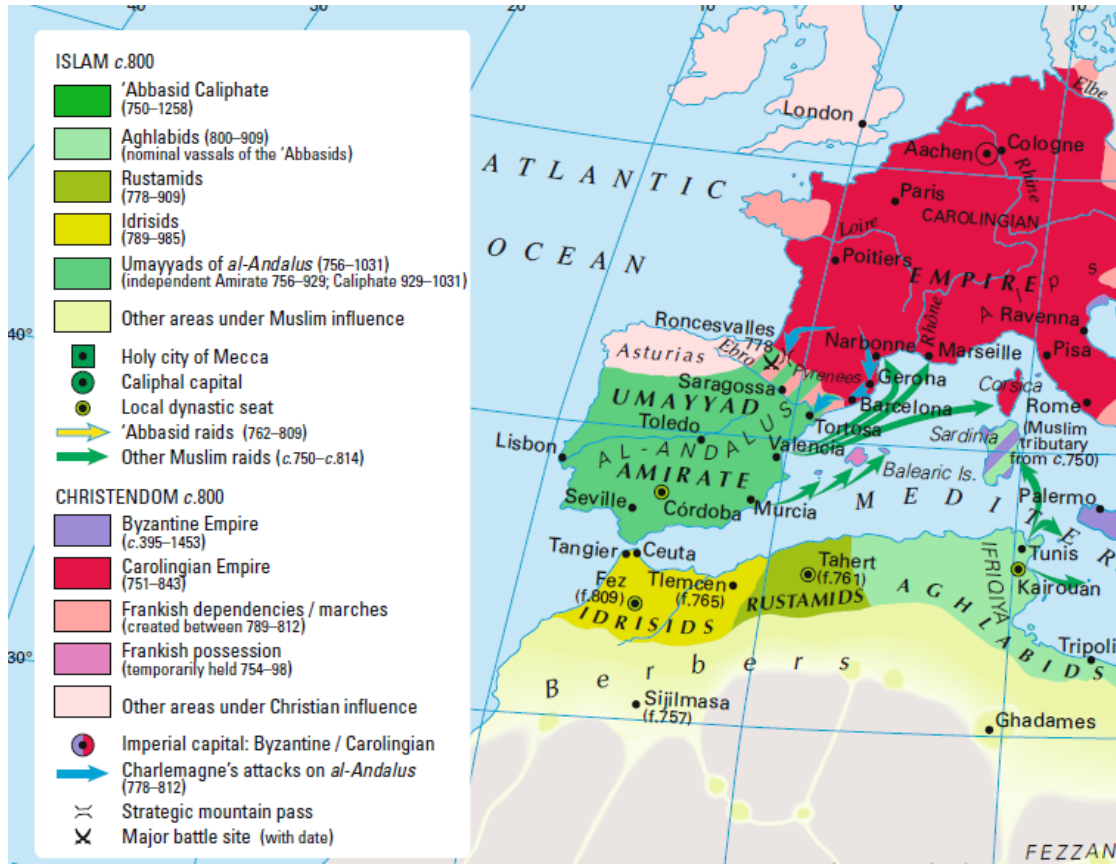 40
30
20
10
0
10
40°
30°
ISLAM c.800
'Abbasid Caliphate
(750–1258)
Aghlabids (800–909)
(nominal vassals of the 'Abbasids)
Rustamids
(778–909)
Idrisids
(789–985)
Umayyads of al-Andalus (756–1031)
(independent Amirate 756–929; Caliphate 929–1031)
Other areas under Muslim influence
Holy city of Mecca
Caliphal capital
Local dynastic seat
'Abbasid raids (762–809)
Other Muslim raids (c.750–c.814)
CHRISTENDOM c.800
Byzantine Empire
(c.395–1453)
Carolingian Empire
(751–843)
Frankish dependencies / marches
(created between 789–812)
Frankish possession
(temporarily held 754–98)
Other areas under Christian influence
Imperial capital: Byzantine / Carolingian
Charlemagne's attacks on al-Andalus
(778–812)
Strategic mountain pass
Major battle site (with date)
Elbe
London
Cologne
Aachen
Rhine
ATLANTIC
OCEAN
Paris
CAROLINGIAN
EMPIRE
Loire
Poitiers
Alps
Rhône
Ravenna
Roncesvalles
778
Narbonne
Marseille
Pisa
Asturias
Ebro
Pyrenees
Gerona
Corsica
Saragossa
Barcelona
Rome
(Muslim
tributary
from c.750)
UMAYYAD
AMIRATE
AL-ANDALUS
Toledo
Tortosa
Lisbon
Valencia
Sardinia
Balearic Is.
Seville
Córdoba
Murcia
MEDITER
Palermo
Tangier
Ceuta
Tunis
Fez
(f.809)
Tlemcen
(f.765)
Tahert
(f.761)
IFRIQIYA
Kairouan
IDRISIDS
RUSTAMIDS
AGHLABIDS
Tripoli
Berbers
Sijilmasa
(f.757)
Ghadames
FEZZAN